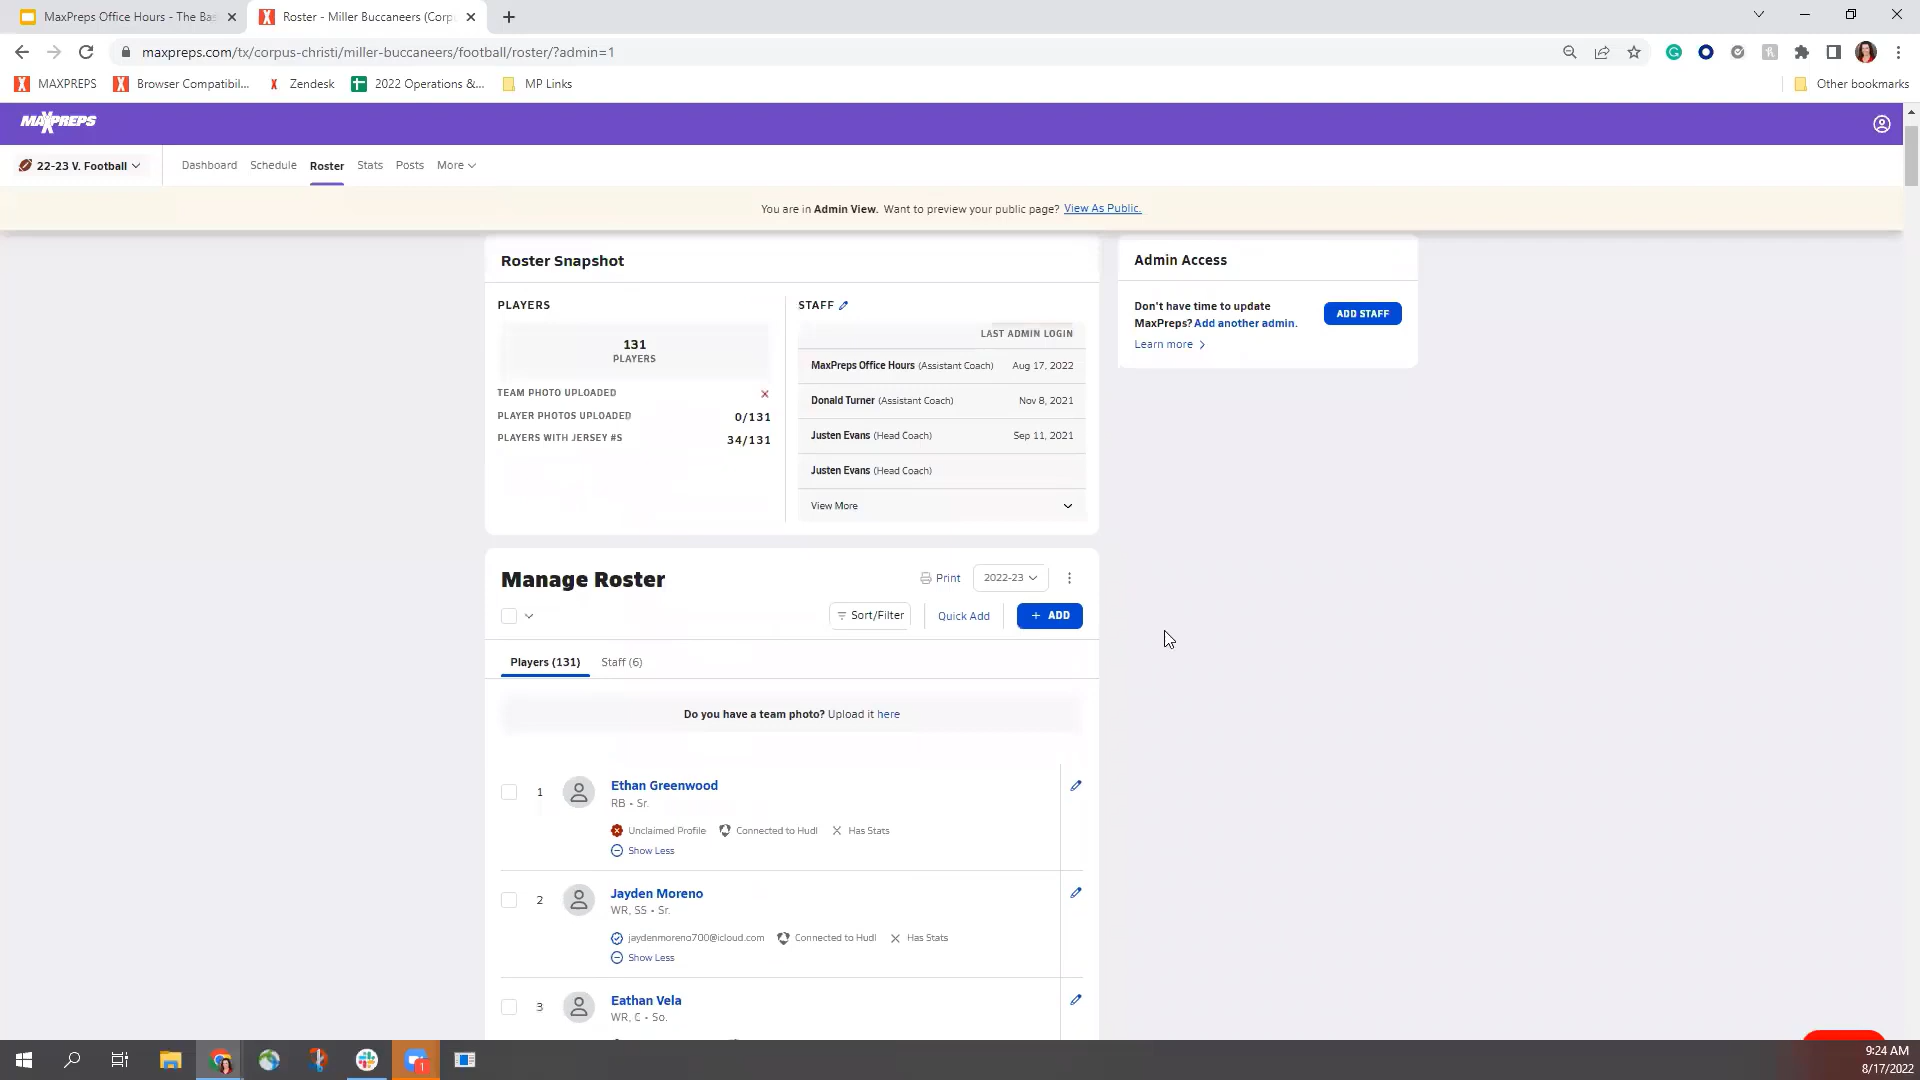 MaxPreps Office Hours - The Bas
Roster - Miller Buccaneers (Corpu
maxpreps.com/tx/corpus-christi/miller-buccaneers/football/roster/?admin=1
MAXPREPS
Browser Compatibil...
Zendesk
2022 Operations &...
MP Links
Other bookmarks
MAXPREPS
22-23 V. Football
Dashboard
Schedule
Roster
Stats
Posts
More
You are in Admin View. Want to preview your public page? View As Public.
Roster Snapshot
PLAYERS
131
PLAYERS
TEAM PHOTO UPLOADED
PLAYER PHOTOS UPLOADED 0/131
PLAYERS WITH JERSEY #S 34/131
STAFF
LAST ADMIN LOGIN
MaxPreps Office Hours (Assistant Coach) Aug 17, 2022
Donald Turner (Assistant Coach) Nov 8, 2021
Justen Evans (Head Coach) Sep 11, 2021
Justen Evans (Head Coach)
View More
Admin Access
Don't have time to update
MaxPreps? Add another admin.
Learn more
ADD STAFF
Manage Roster
Print
2022-23
Sort/Filter
Quick Add
+ ADD
Players (131)
Staff (6)
Do you have a team photo? Upload it here
1
Ethan Greenwood
RB • Sr.
Unclaimed Profile Connected to Hudl Has Stats
Show Less
2
Jayden Moreno
WR, SS • Sr.
jaydenmoreno700@icloud.com Connected to Hudl Has Stats
Show Less
3
Eathan Vela
WR, C • So.
1
9:24 AM
8/17/2022